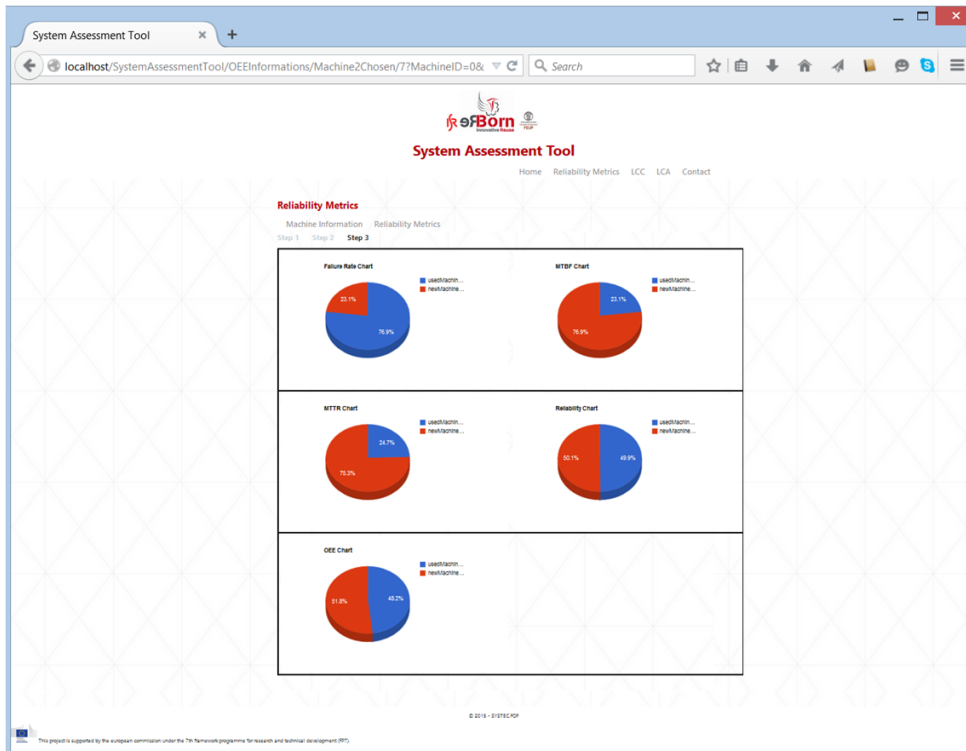 System Assessment Tool
localhost/SystemAssessmentTool/OEEInformations/Machine2Chosen/7?MachineID=0&
Search
Born
Innovative Reuse
System Assessment Tool
Home Reliability Metrics LCC LCA Contact
Reliability Metrics
Machine Information Reliability Metrics
Step 1 Step 2 Step 3
Failure Rate Chart
usedMachin...
newMachine...
23.1%
76.9%
MTBF Chart
usedMachin...
newMachine...
23.1%
76.9%
MTTR Chart
usedMachin...
newMachine...
24.7%
75.3%
Reliability Chart
usedMachin...
newMachine...
50.1%
49.9%
OEE Chart
usedMachin...
newMachine...
51.8%
48.2%
© 2015 - SYSTEC.PDF
This project is supported by the european commission under the 7th framework programme for research and technical development (FP7).